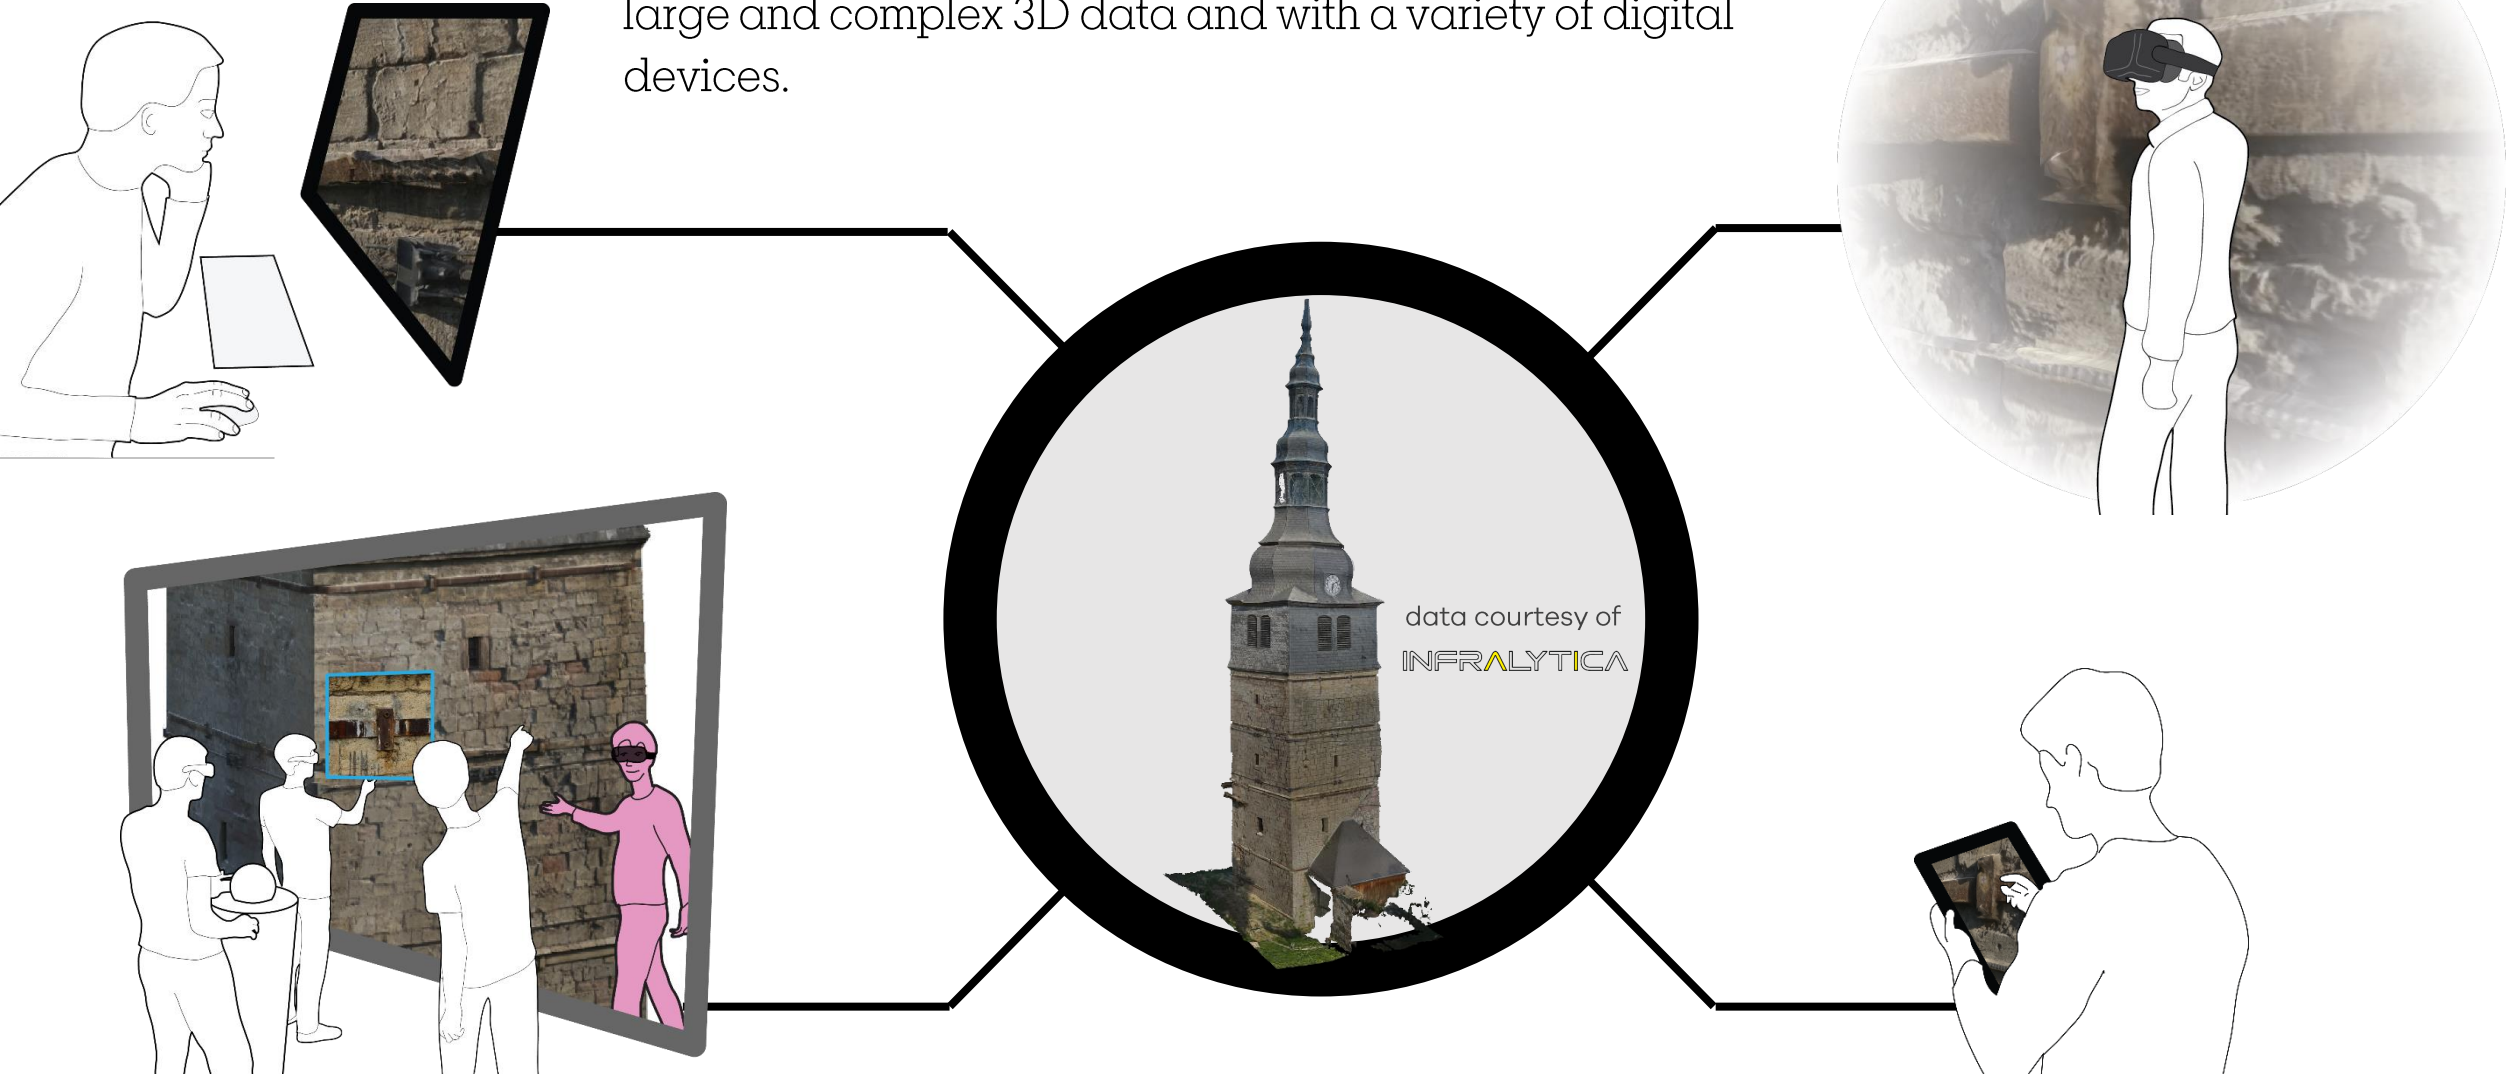 large and complex 3D data and with a variety of digital
devices.
data courtesy of
INFRALYTICA